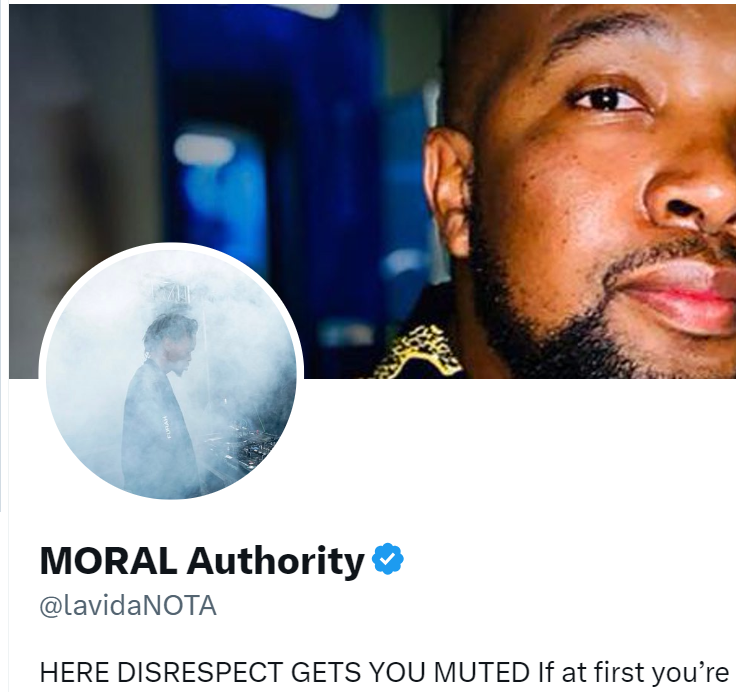 MORAL Authority
@lavidaNOTA
HERE DISRESPECT GETS YOU MUTED If at first you’re